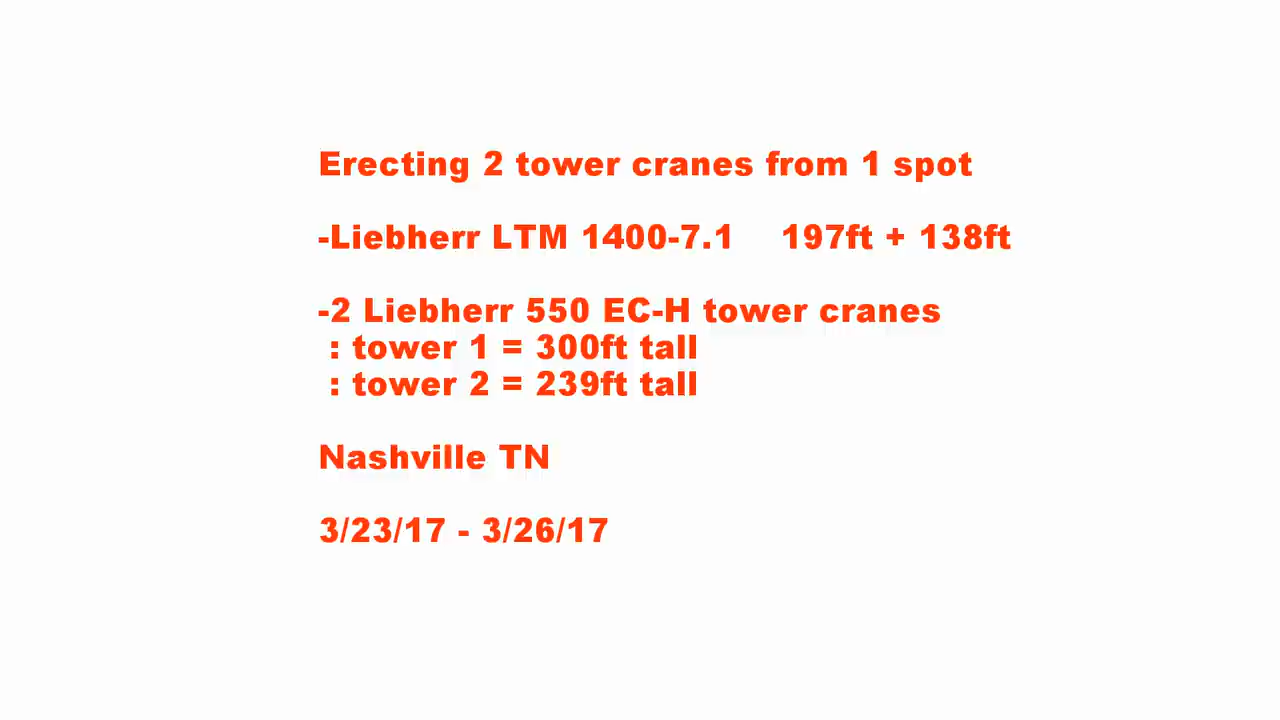 Erecting 2 tower cranes from 1 spot
-Liebherr LTM 1400-7.1 197ft + 138ft
-2 Liebherr 550 EC-H tower cranes
: tower 1 = 300ft tall
: tower 2 = 239ft tall
Nashville TN
3/23/17 - 3/26/17